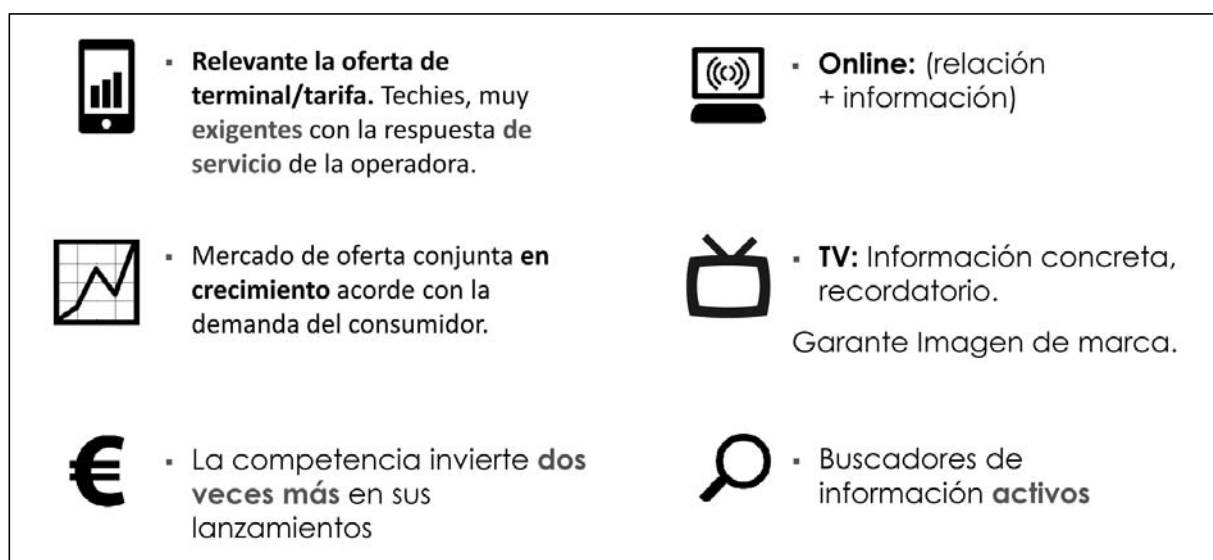 ▪ Relevante la oferta de
terminal/tarifa. Techies, muy
exigentes con la respuesta de
servicio de la operadora.
▪ Mercado de oferta conjunta en
crecimiento acorde con la
demanda del consumidor.
▪ La competencia invierte dos
veces más en sus
lanzamientos
▪ Online: (relación
+ información)
▪ TV: Información concreta,
recordatorio.
Garante Imagen de marca.
▪ Buscadores de
información activos